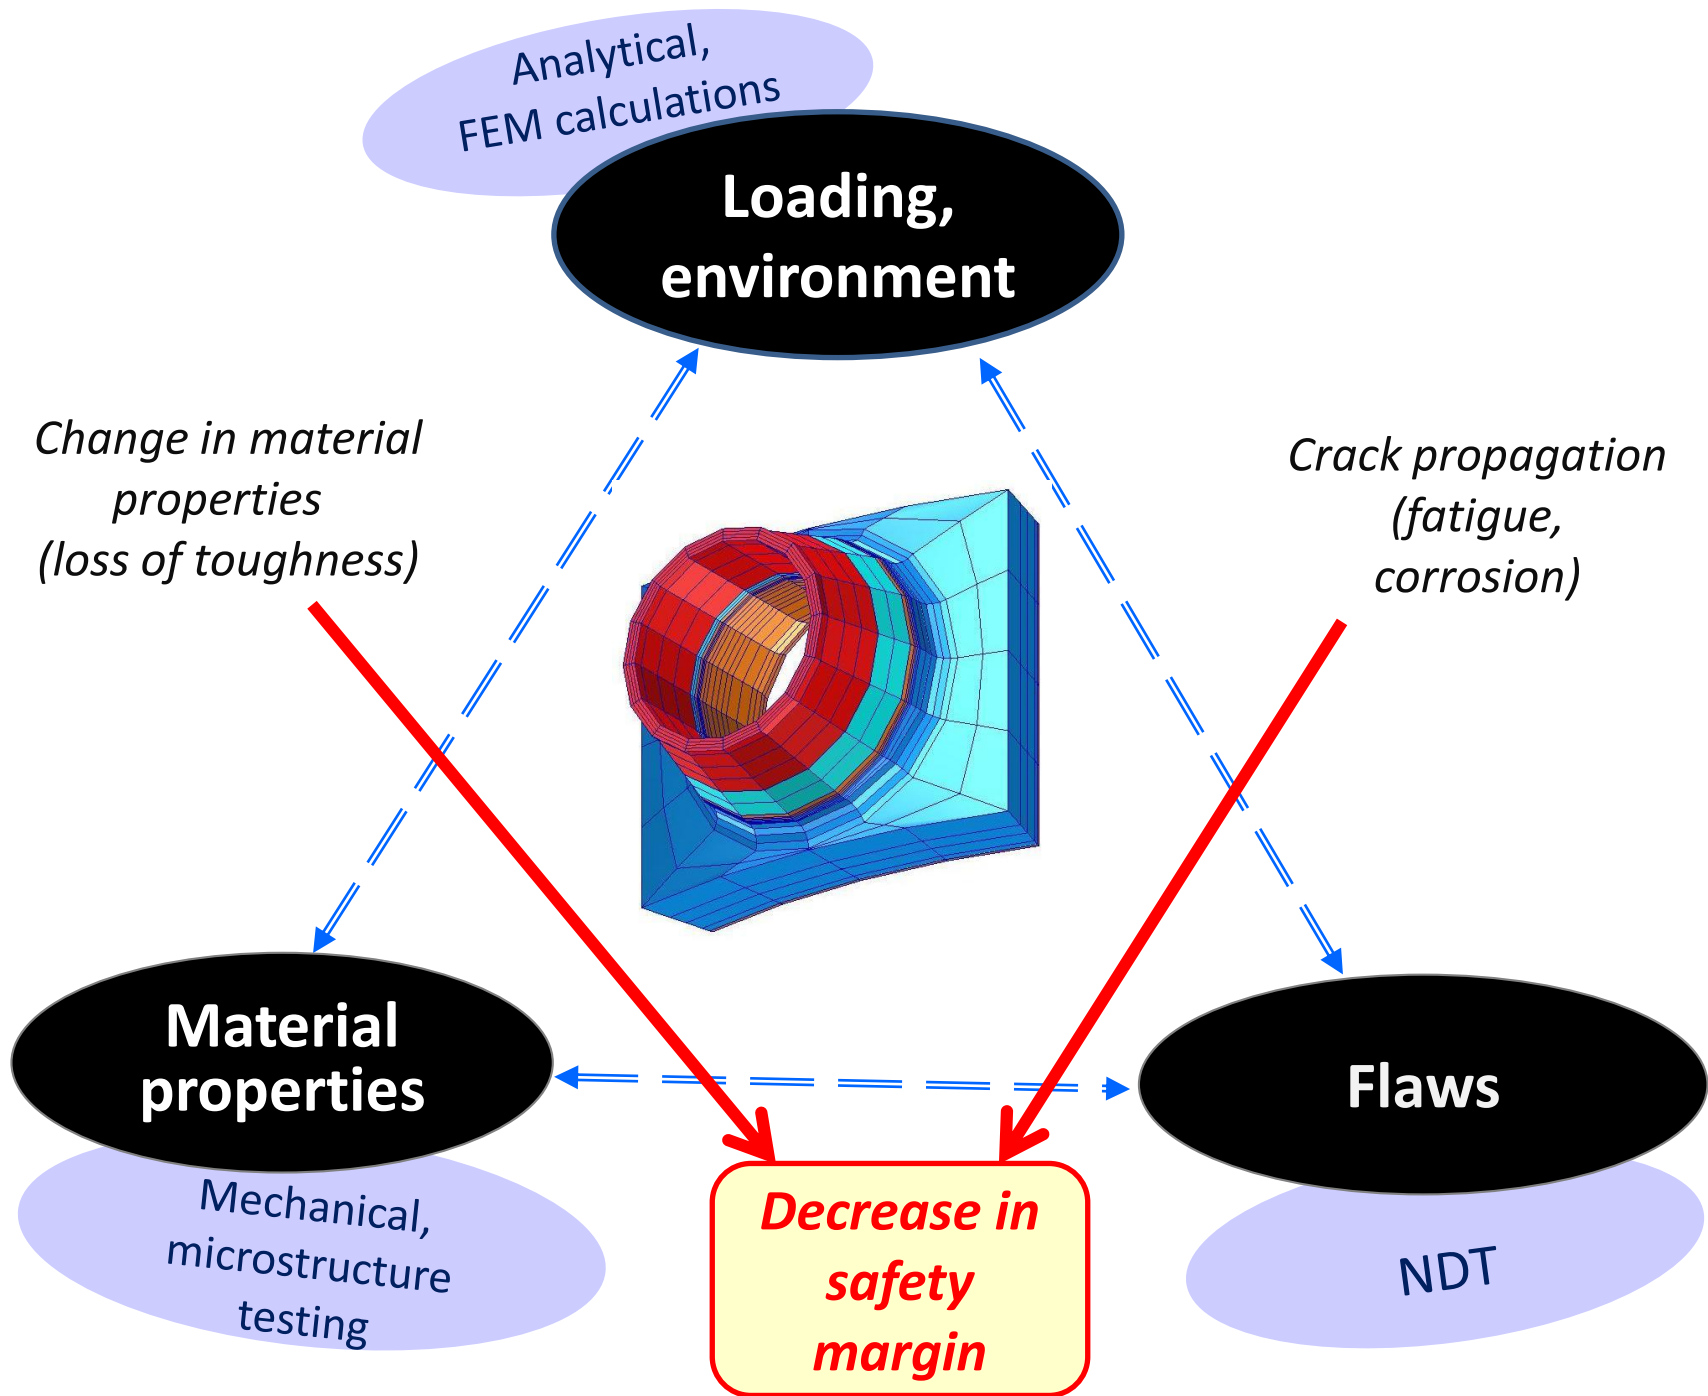 Analytical,
FEM calculations
Loading,
environment
Change in material
properties
(loss of toughness)
Crack propagation
(fatigue,
corrosion)
Material
properties
Flaws
Mechanical,
microstructure
testing
Decrease in
safety
margin
NDT